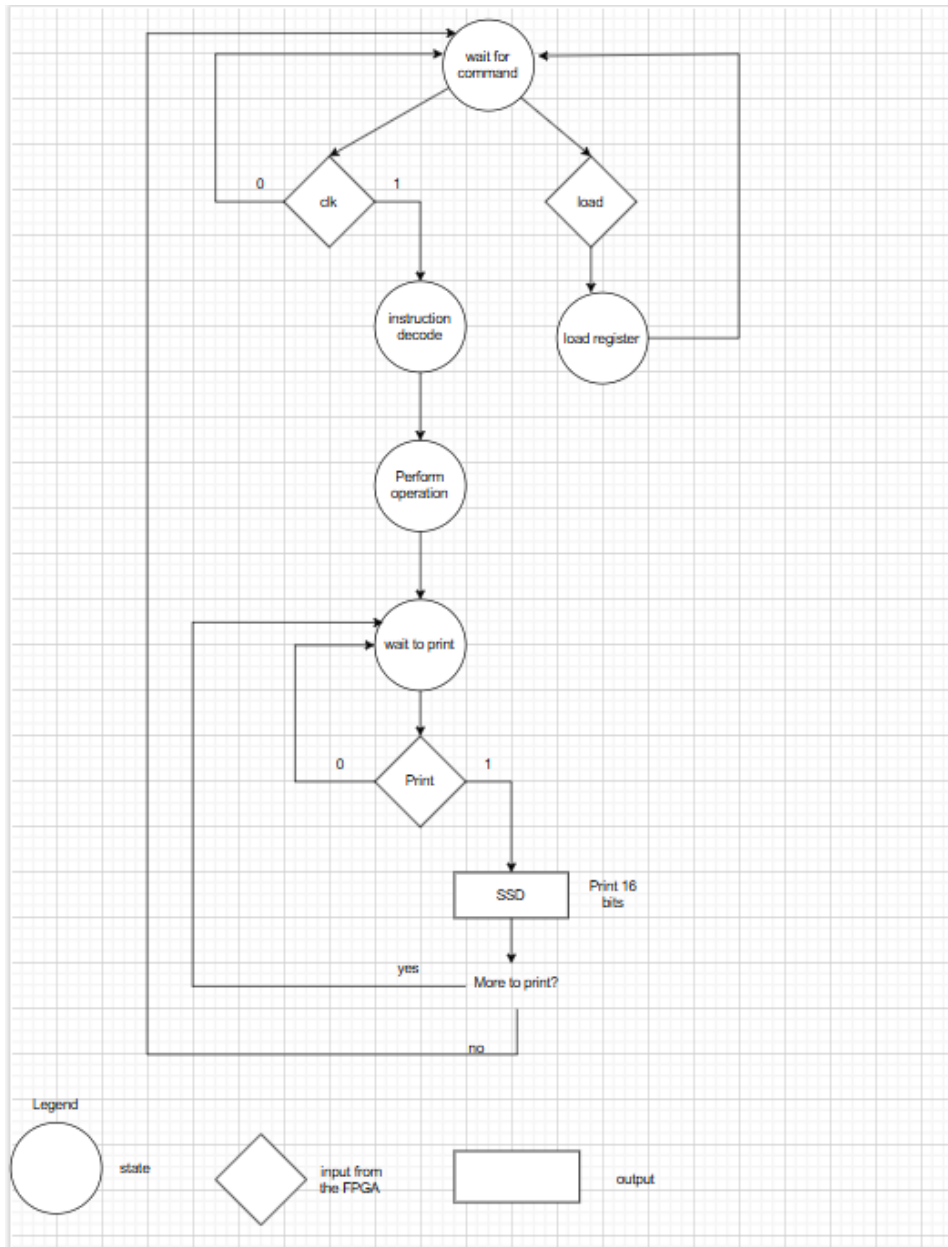 wait for
command
0
1
clk
load
instruction
decode
load register
Perform
operation
wait to print
0
1
Print
SSD
Print 16
bits
yes
More to print?
no
Legend
state
input from
the FPGA
output